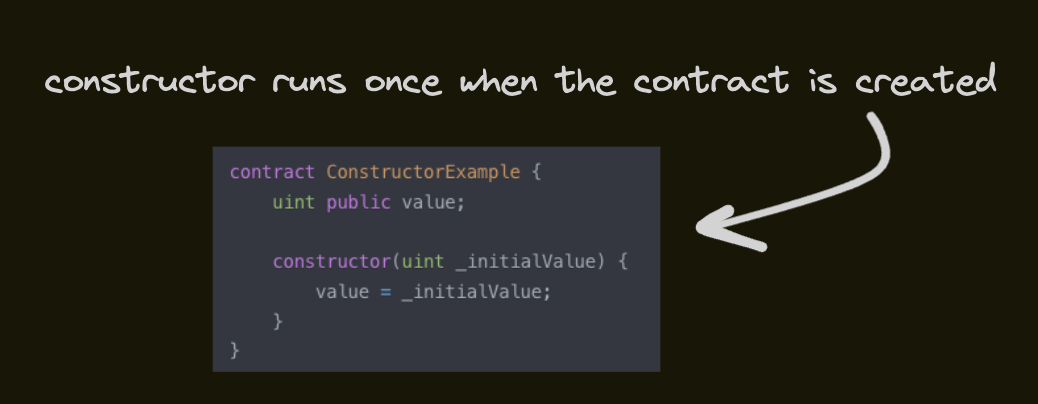 constructor runs once when the contract is created
contract ConstructorExample {
    uint public value;
    constructor(uint _initialValue) {
        value = _initialValue;
    }
}